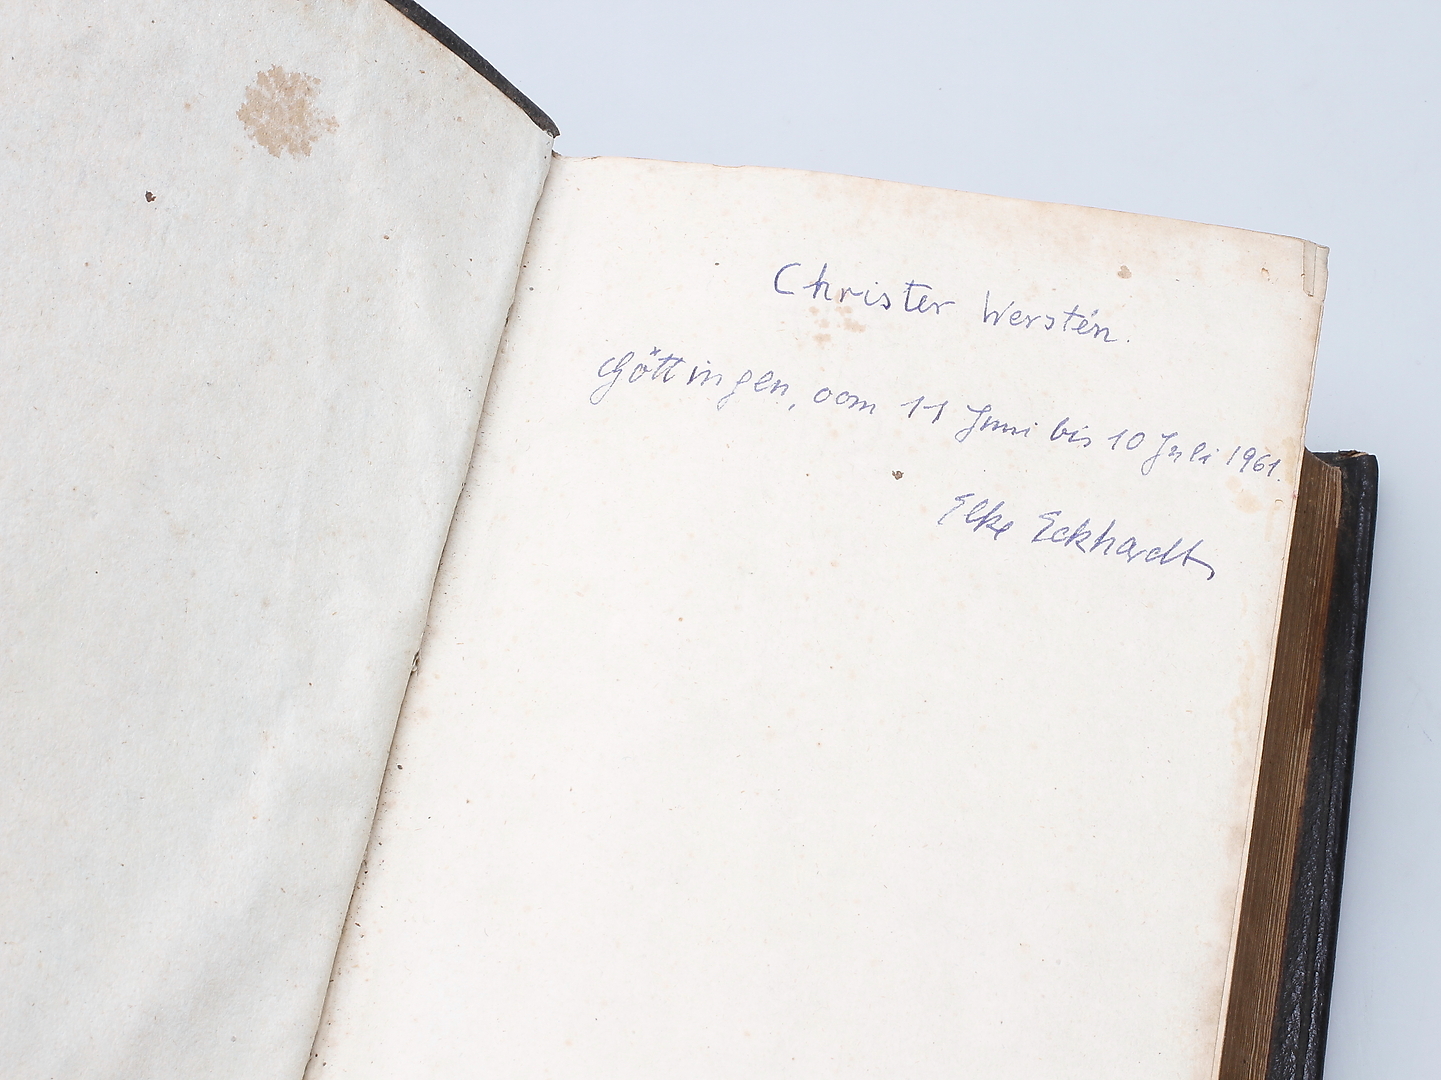 Christer Werstén.
Göttingen, vom 11 Juni bis 10 Juli 1961.
Elke Eckhardt